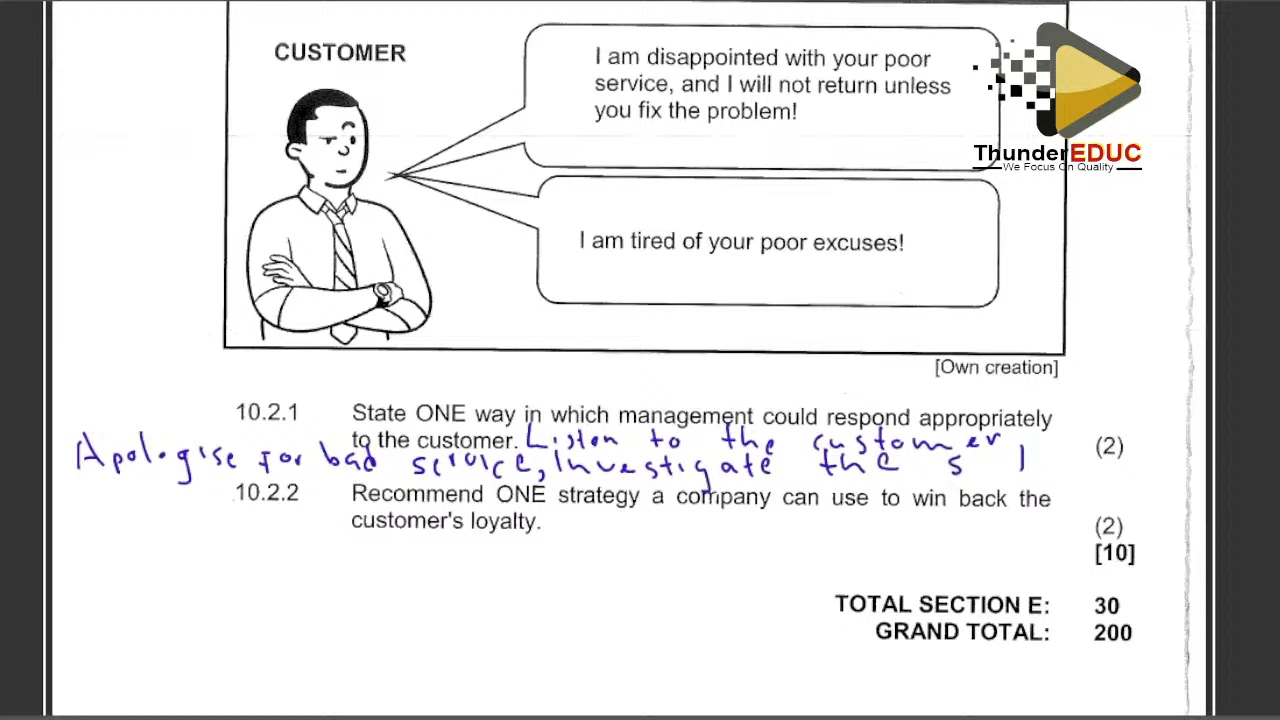 CUSTOMER
I am disappointed with your poor
service, and I will not return unless
you fix the problem!
ThunderEDUC
We Focus On Quality
I am tired of your poor excuses!
[Own creation]
10.2.1 State ONE way in which management could respond appropriately
to the customer. Listen to the customer (2)
Apologise for bad service, Investigate the s
10.2.2 Recommend ONE strategy a company can use to win back the
customer's loyalty. (2)
[10]
TOTAL SECTION E: 30
GRAND TOTAL: 200